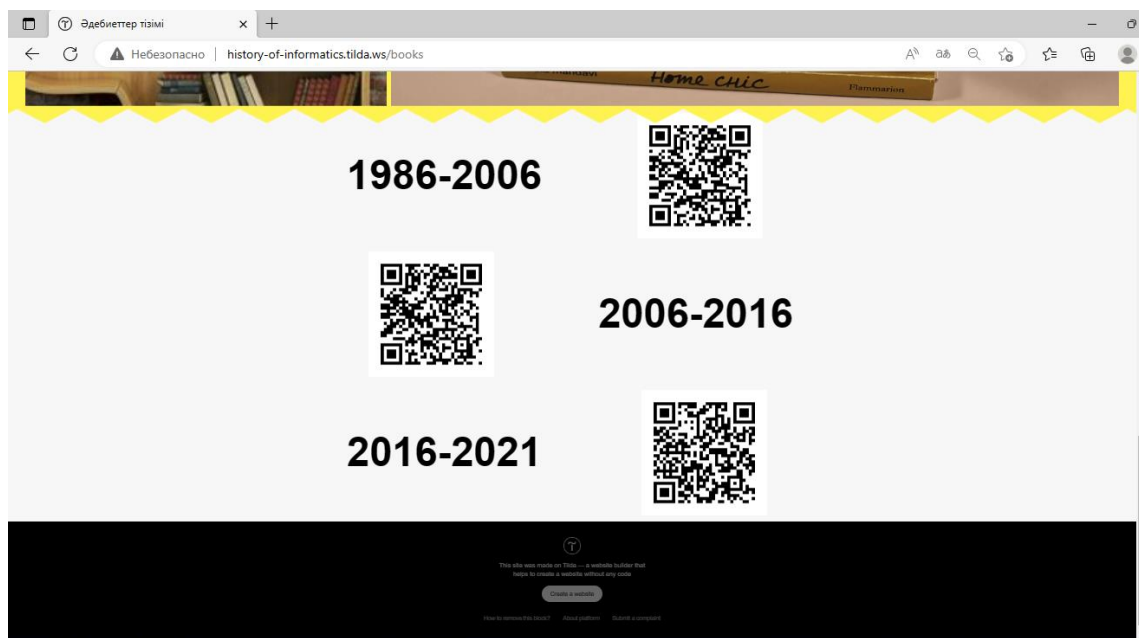 Әдебиеттер тізімі
Небезопасно | history-of-informatics.tilda.ws/books
Home CHIC
Flammarion
1986-2006
2006-2016
2016-2021
This site was made on Tilda — a website builder that
helps to create a website without any code
Create a website
How to remove this block? About platform Submit a complaint